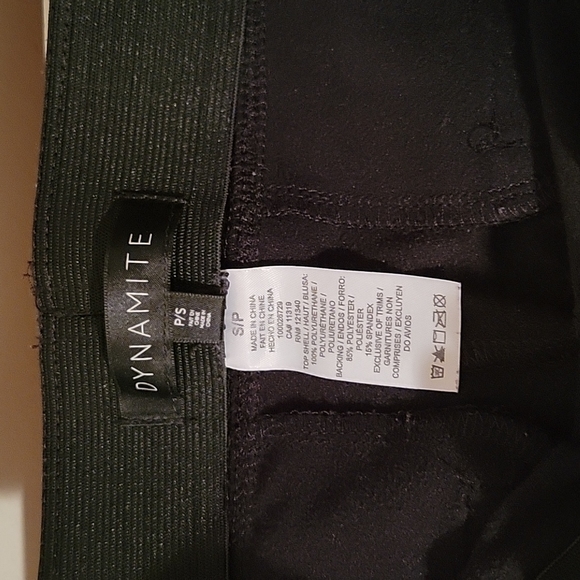 DYNAMITE
P/S
S/P
MADE IN CHINA
FAIT EN CHINE
HECHO EN CHINA
100026729
CA# 11319
RN# 121340
TOP SHELL / HAUT / BLUSA:
100% POLYURETHANE /
POLYURÉTHANE /
POLIURETANO
BACKING / ENDOS / FORRO:
85% POLYESTER /
POLIÉSTER
15% SPANDEX
EXCLUSIVE OF TRIMS /
GARNITURES NON
COMPRISES / EXCLUYEN
DO AVIOS